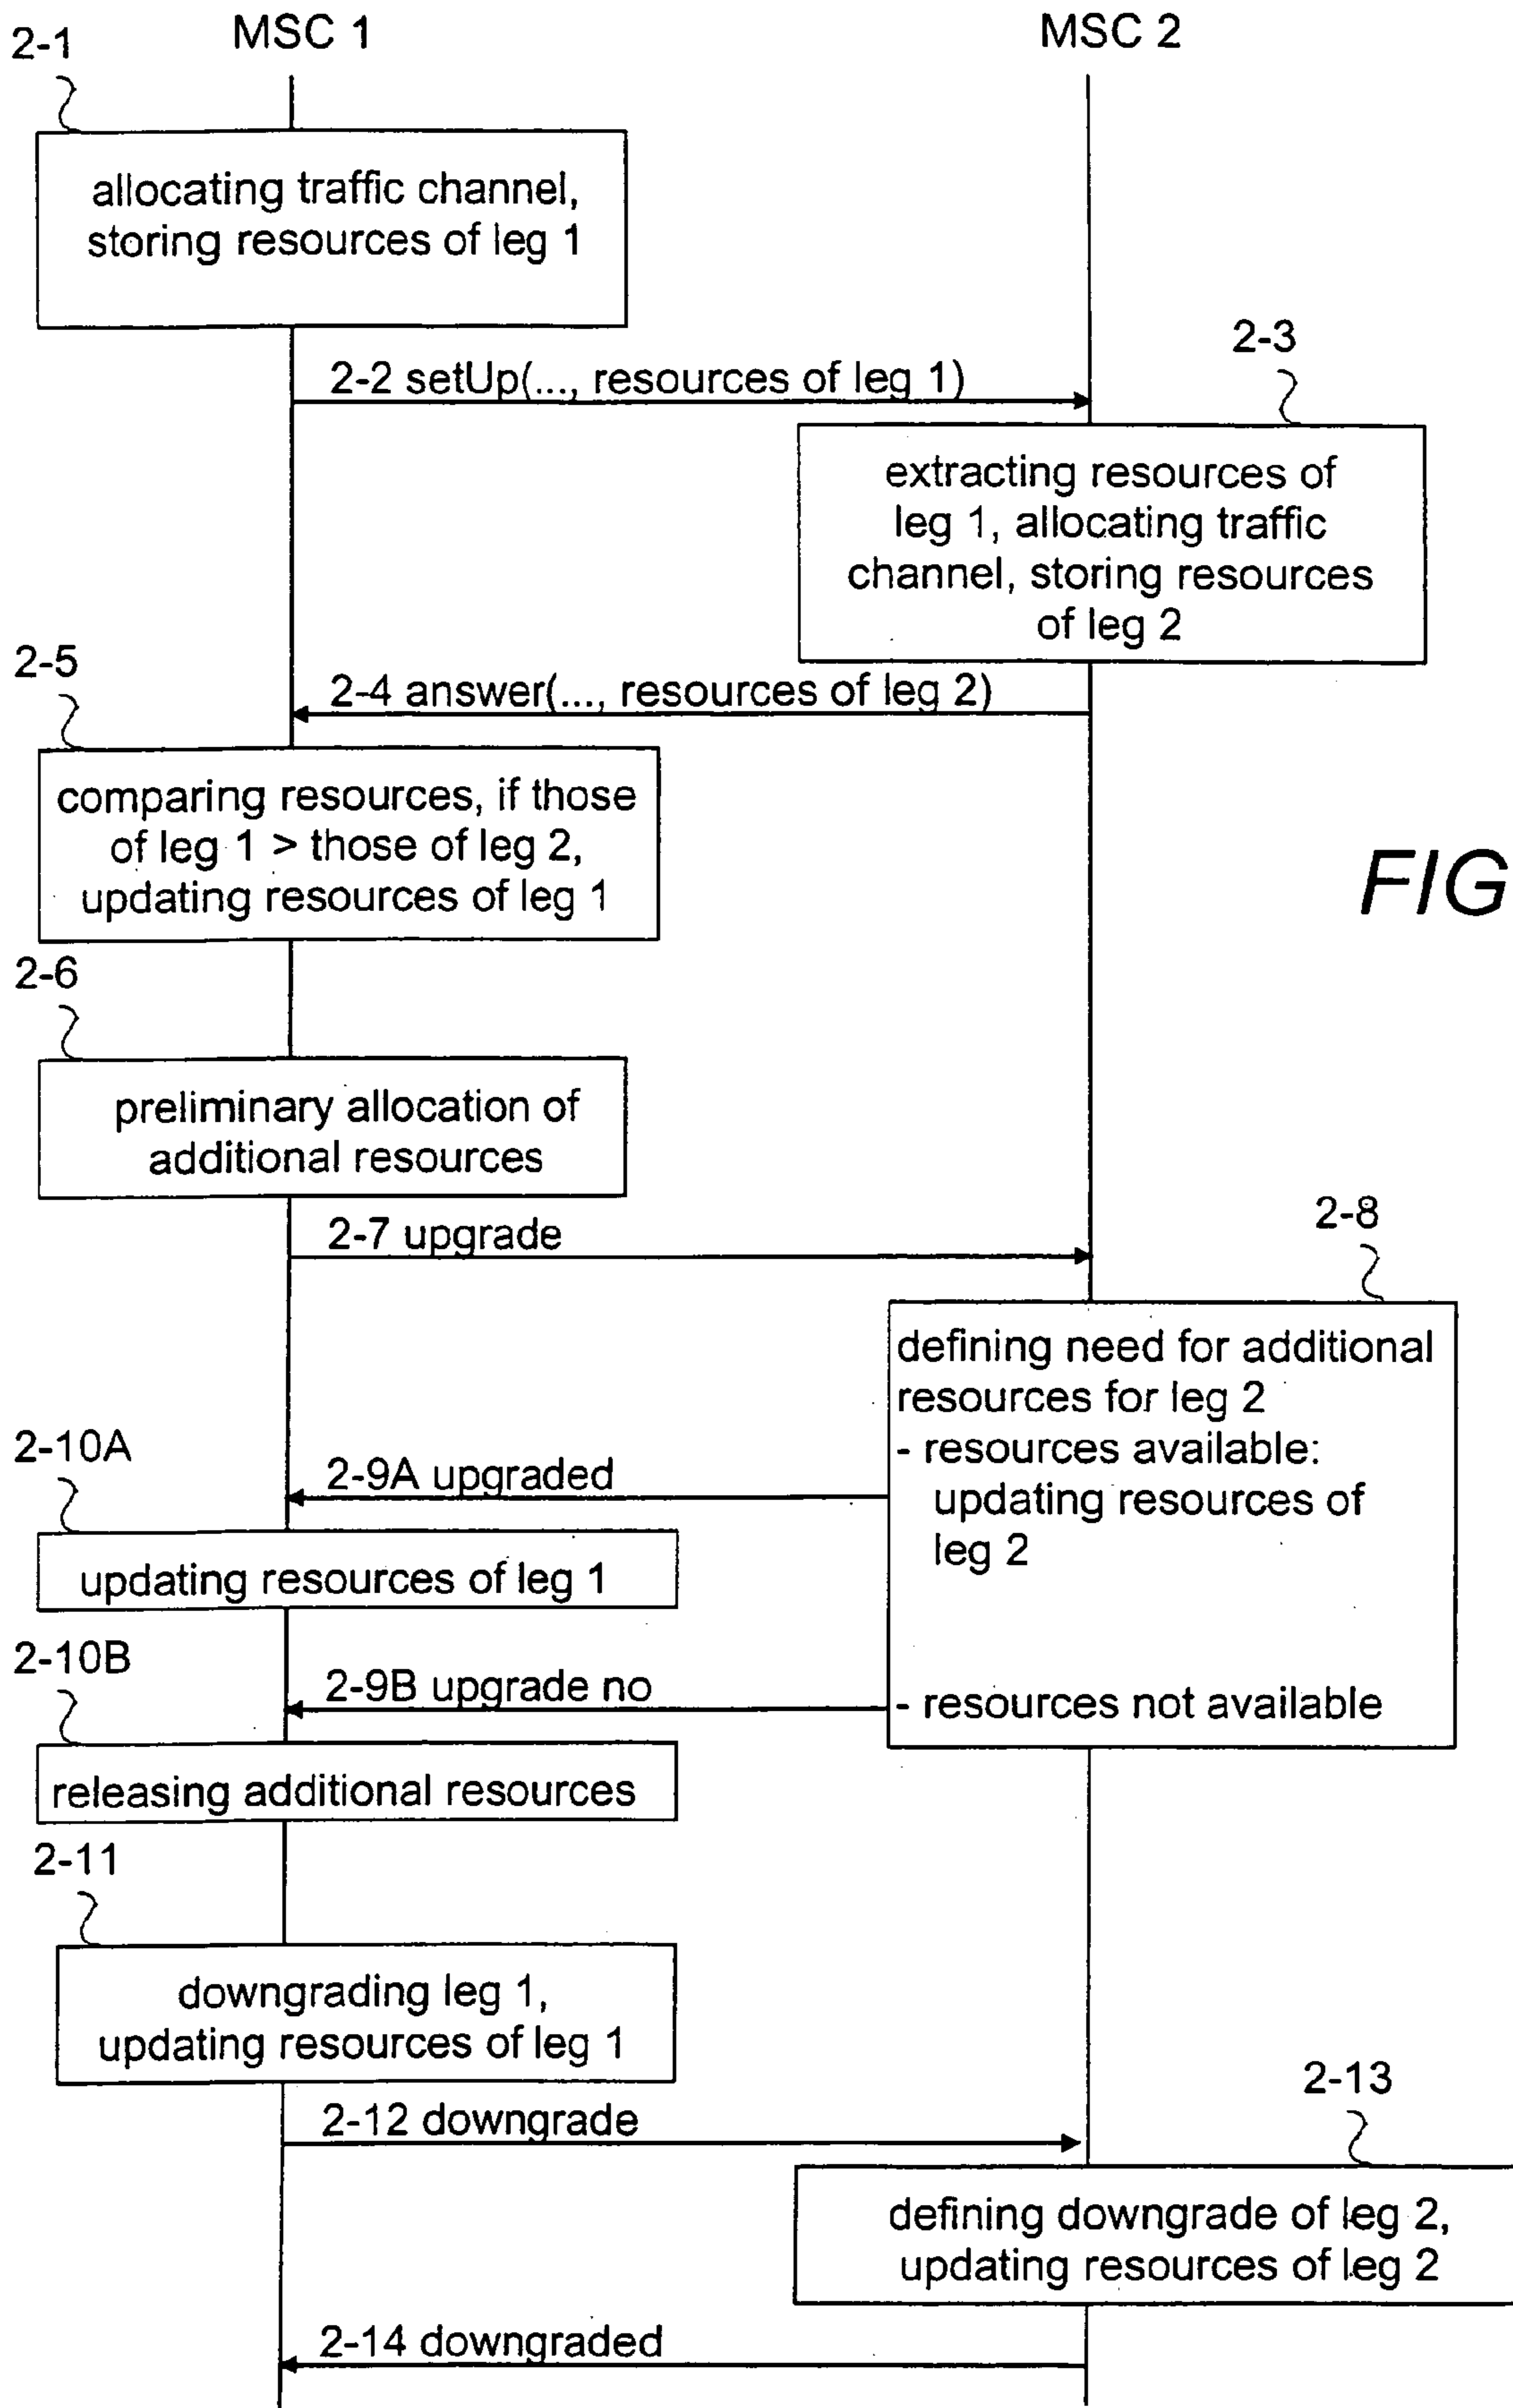 MSC 1
MSC 2
2-1
allocating traffic channel,
storing resources of leg 1
2-2 setUp(..., resources of leg 1)
2-3
extracting resources of
leg 1, allocating traffic
channel, storing resources
of leg 2
2-4 answer(..., resources of leg 2)
2-5
comparing resources, if those
of leg 1 > those of leg 2,
updating resources of leg 1
FIG
2-6
preliminary allocation of
additional resources
2-7 upgrade
2-8
defining need for additional
resources for leg 2
- resources available:
updating resources of
leg 2
- resources not available
2-9A upgraded
2-10A
updating resources of leg 1
2-9B upgrade no
2-10B
releasing additional resources
2-11
downgrading leg 1,
updating resources of leg 1
2-12 downgrade
2-13
defining downgrade of leg 2,
updating resources of leg 2
2-14 downgraded